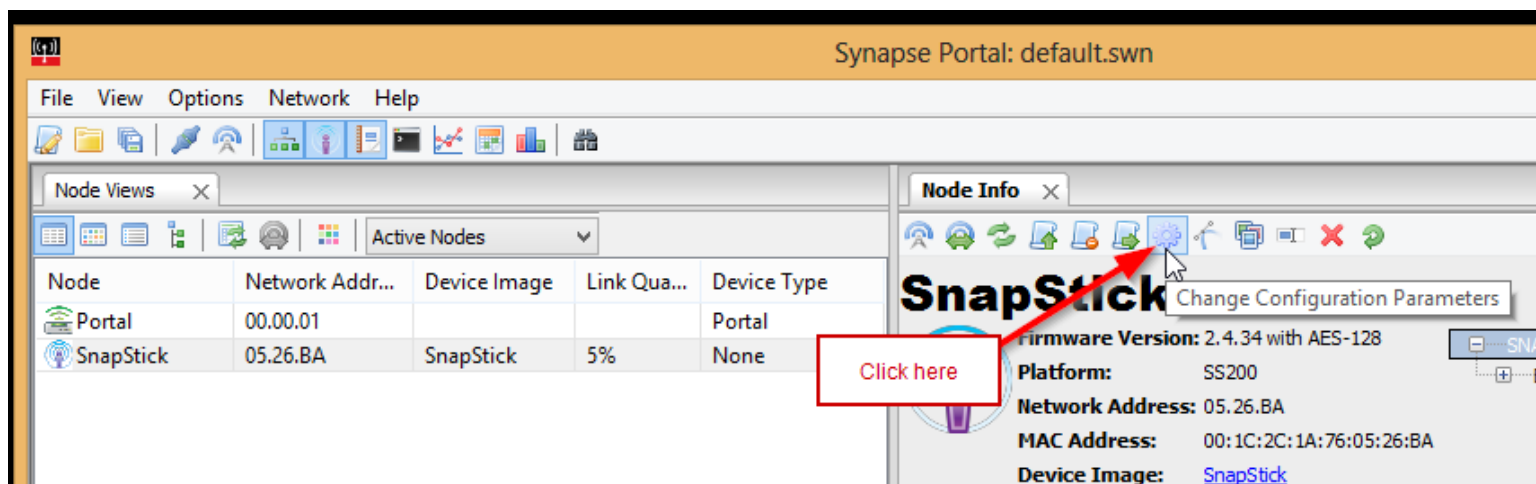 Synapse Portal: default.swn
File View Options Network Help
Node Views
Active Nodes
Node Network Addr... Device Image Link Qua... Device Type
Portal 00.00.01 Portal
SnapStick 05.26.BA SnapStick 5% None
Node Info
SnapStick
Change Configuration Parameters
Click here
Firmware Version: 2.4.34 with AES-128
Platform: SS200
Network Address: 05.26.BA
MAC Address: 00:1C:2C:1A:76:05:26:BA
Device Image: SnapStick
SNA